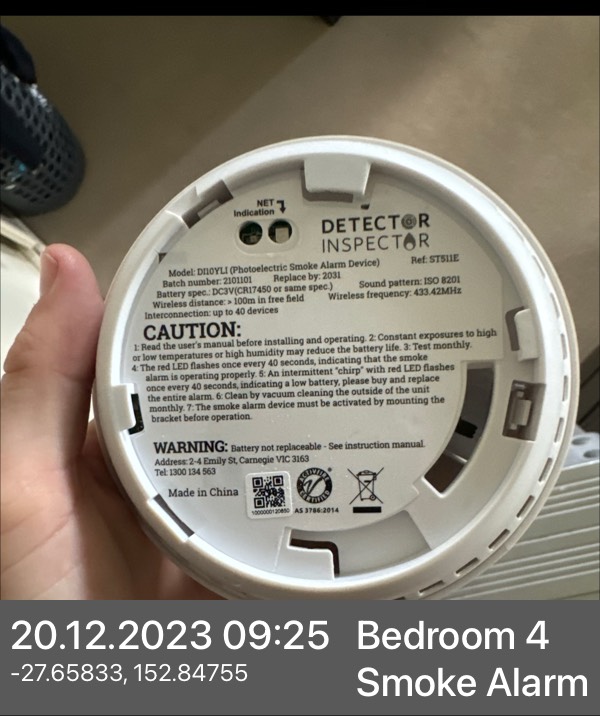 NET
Indication
DETECTOR
INSPECTOR
Model: DI10YLI (Photoelectric Smoke Alarm Device)
Ref: ST511E
Batch number: 2101101
Replace by: 2031
Battery spec.: DC3V(CR17450 or same spec.)
Sound pattern: ISO 8201
Wireless distance: > 100m in free field
Wireless frequency: 433.42MHz
Interconnection: up to 40 devices
CAUTION:
1: Read the user's manual before installing and operating. 2: Constant exposures to high
or low temperatures or high humidity may reduce the battery life. 3: Test monthly.
4: The red LED flashes once every 40 seconds, indicating that the smoke
alarm is operating properly. 5: An intermittent "chirp" with red LED flashes
once every 40 seconds, indicating a low battery, please buy and replace
the entire alarm. 6: Clean by vacuum cleaning the outside of the unit
monthly. 7: The smoke alarm device must be activated by mounting the
bracket before operation.
WARNING: Battery not replaceable - See instruction manual.
Address: 2-4 Emily St, Carnegie VIC 3163
Tel: 1300 134 563
Made in China
ACTIVFIRE
CERTIFIED
AS 3786:2014
20.12.2023 09:25
-27.65833, 152.84755
Bedroom 4
Smoke Alarm